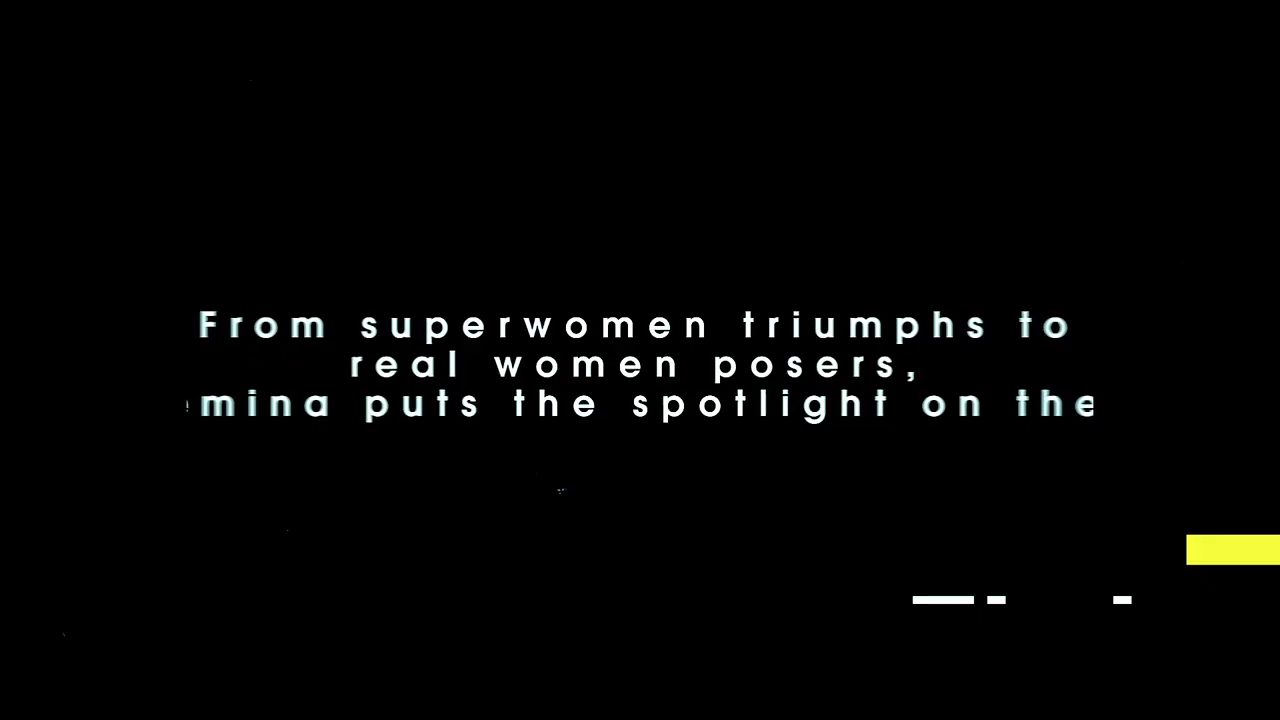 From superwomen triumphs to
real women posers,
mina puts the spotlight on the